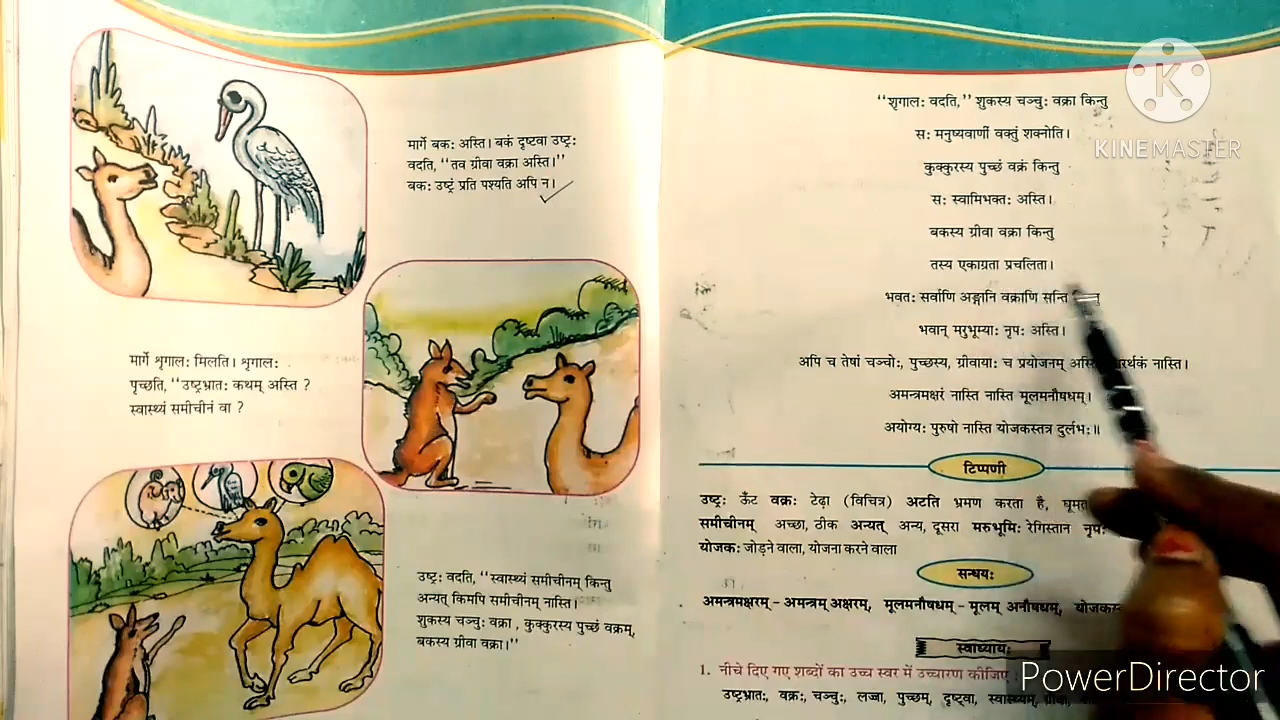 मार्गे बकः अस्ति। बकं दृष्टवा उष्ट्रः
वदति, "तव ग्रीवा वक्रा अस्ति।"
बकः उष्ट्रं प्रति पश्यति अपि न।
मार्गे शृगालः मिलति। शृगालः
पृच्छति, "उष्ट्रभ्रातः कथम् अस्ति ?
स्वास्थ्यं समीचीनं वा ?
उष्ट्रः वदति, "स्वास्थ्यं समीचीनम् किन्तु
अन्यत् किमपि समीचीनम् नास्ति।
शुकस्य चञ्चुः वक्रा , कुक्कुरस्य पुच्छं वक्रम्,
बकस्य ग्रीवा वक्रा।"
"शृगालः वदति," शुकस्य चञ्चुः वक्रा किन्तु
सः मनुष्यवाणीं वक्तुं शक्नोति।
कुक्कुरस्य पुच्छं वक्रं किन्तु
सः स्वामिभक्तः अस्ति।
बकस्य ग्रीवा वक्रा किन्तु
तस्य एकाग्रता प्रचलिता।
भवतः सर्वाणि अङ्गानि वक्राणि सन्ति
भवान् मरुभूम्याः नृपः अस्ति।
अपि च तेषां चञ्चोः, पुच्छस्य, ग्रीवायाः च प्रयोजनम् नास्ति।
अमन्त्रमक्षरं नास्ति नास्ति मूलमनौषधम्।
अयोग्यः पुरुषो नास्ति योजकस्तत्र दुर्लभः॥
टिप्पणी
उष्ट्रः ऊँट वक्रः टेढ़ा (विचित्र) अटति भ्रमण करता है,
समीचीनम् अच्छा, ठीक अन्यत् अन्य, दूसरा मरुभूमिः रेगिस्तान नृपः
योजकः जोड़ने वाला, योजना करने वाला
सन्धयः
अमन्त्रमक्षरम् – अमन्त्रम् अक्षरम्, मूलमनौषधम् – मूलम् अनौषधम्,
स्वाध्यायः
1. नीचे दिए गए शब्दों का उच्च स्वर में उच्चारण कीजिए
उष्ट्रभ्रातः, वक्रः, चञ्चुः, लज्जा, पुच्छम्, दृष्ट्वा, स्वास्थ्यम्,
K
KINEMASTER
PowerDirector